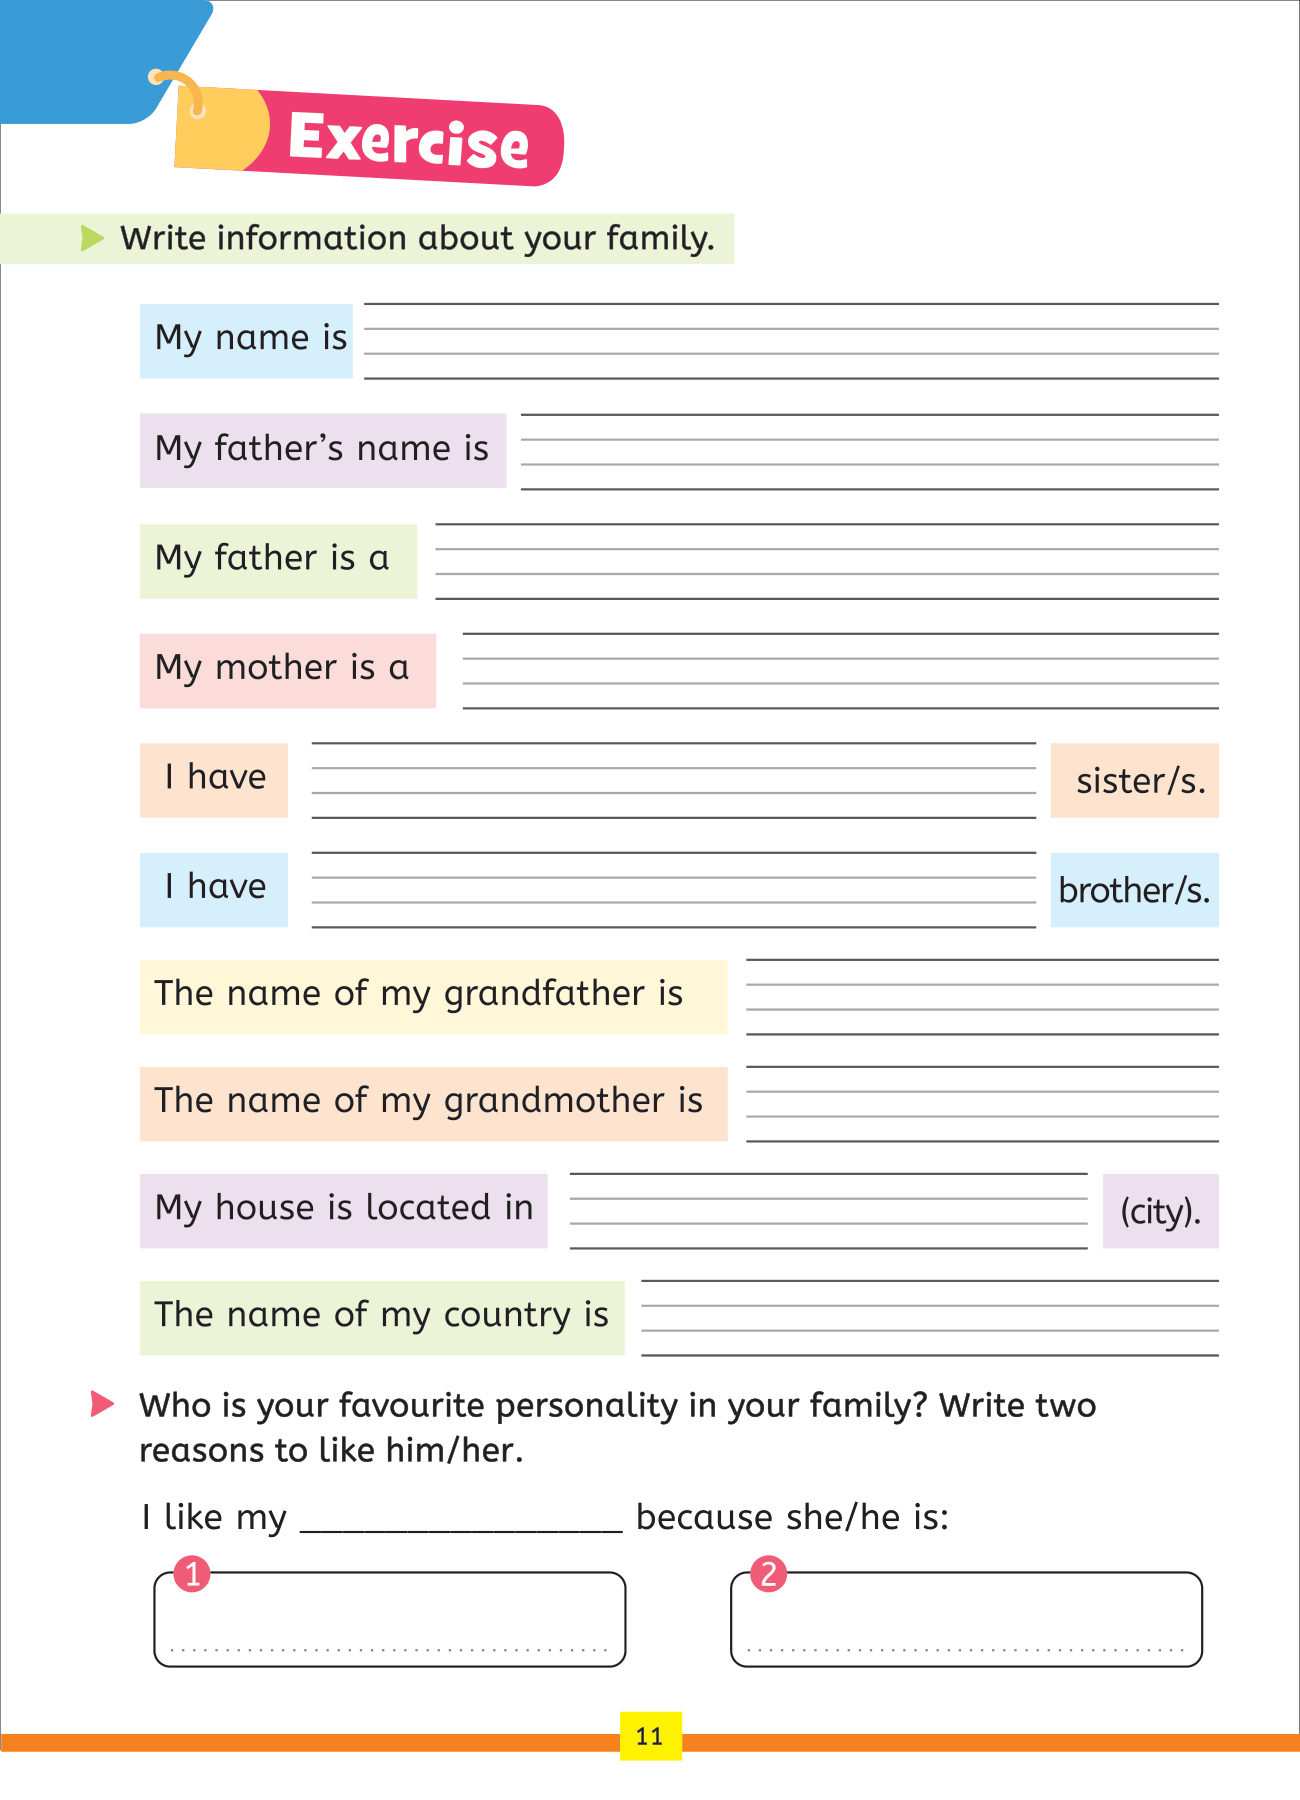 Exercise
Write information about your family.
My name is
My father’s name is
My father is a
My mother is a
I have sister/s.
I have brother/s.
The name of my grandfather is
The name of my grandmother is
My house is located in (city).
The name of my country is
Who is your favourite personality in your family? Write two
reasons to like him/her.
I like my _______________ because she/he is:
1 2
11